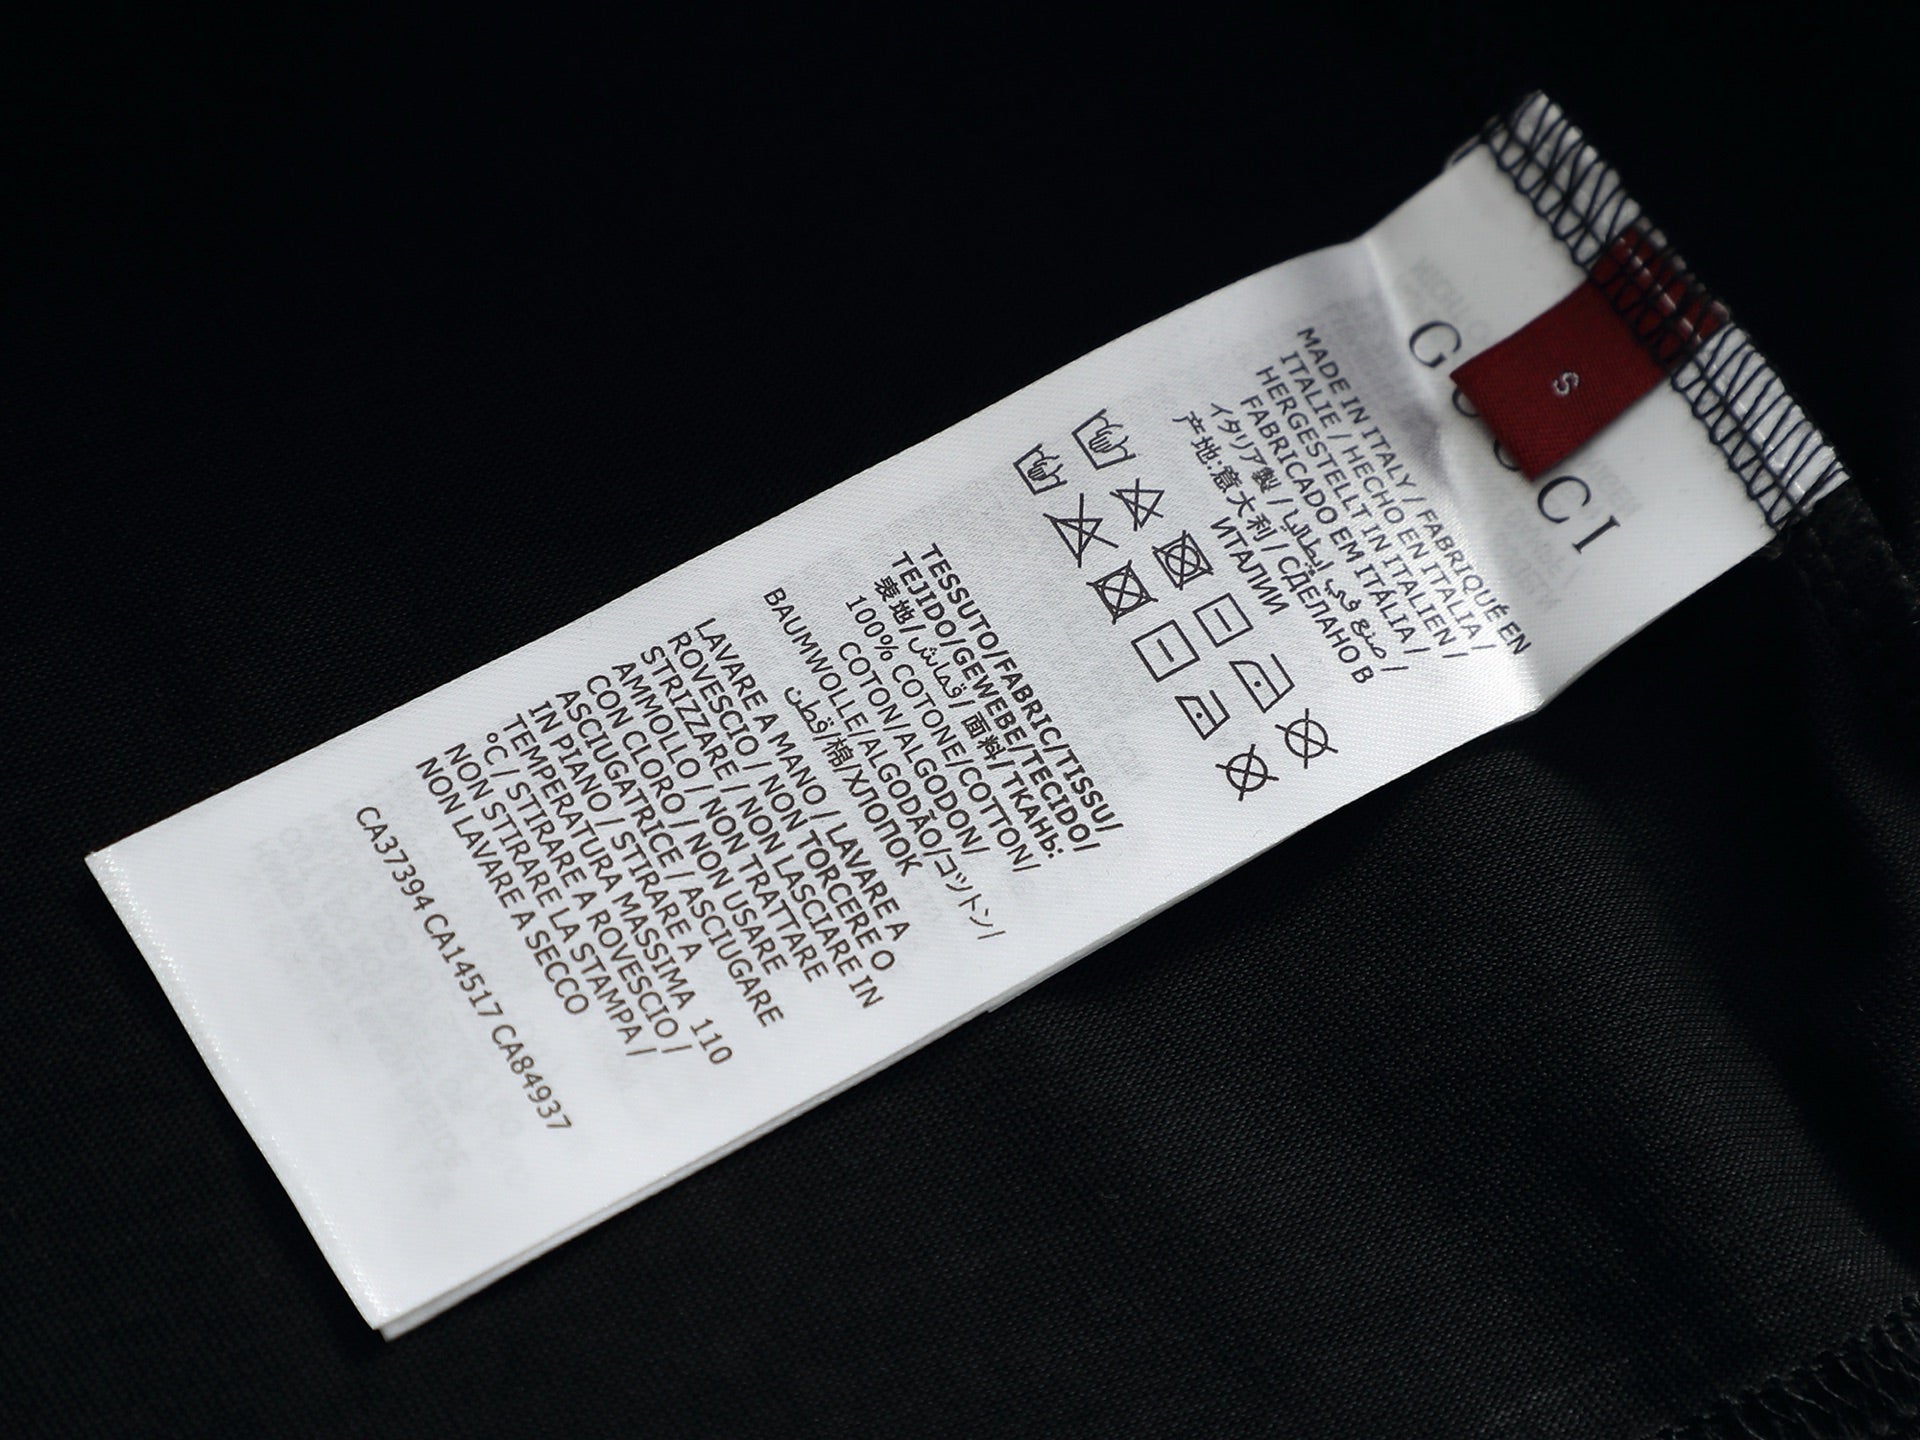 GUCCI
S
MADE IN ITALY / FABRIQUÉ EN
ITALIE / HECHO EN ITALIA /
HERGESTELLT IN ITALIEN /
FABRICADO EM ITÁLIA /
イタリア製 / صنع في إيطاليا /
产地:意大利 / СДЕЛАНО В
ИТАЛИИ
TESSUTO/FABRIC/TISSU/
TEJIDO/GEWEBE/TECIDO/
表地/قماش/面料/ТКАНЬ:
100% COTONE/COTTON/
COTON/ALGODON/
BAUMWOLLE/ALGODÃO/コットン/
قطن/棉/ХЛОПОК
LAVARE A MANO / LAVARE A
ROVESCIO / NON TORCERE O
STRIZZARE / NON LASCIARE IN
AMMOLLO / NON TRATTARE
CON CLORO / NON USARE
ASCIUGATRICE / ASCIUGARE
IN PIANO / STIRARE A
TEMPERATURA MASSIMA 110
°C / STIRARE A ROVESCIO /
NON STIRARE LA STAMPA /
NON LAVARE A SECCO
CA37394 CA14517 CA84937